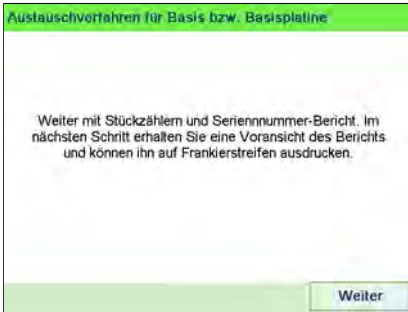 Austauschverfahren für Basis bzw. Basisplatine
Weiter mit Stückzählern und Seriennnummer-Bericht. Im
nächsten Schritt erhalten Sie eine Voransicht des Berichts
und können ihn auf Frankierstreifen ausdrucken.
Weiter